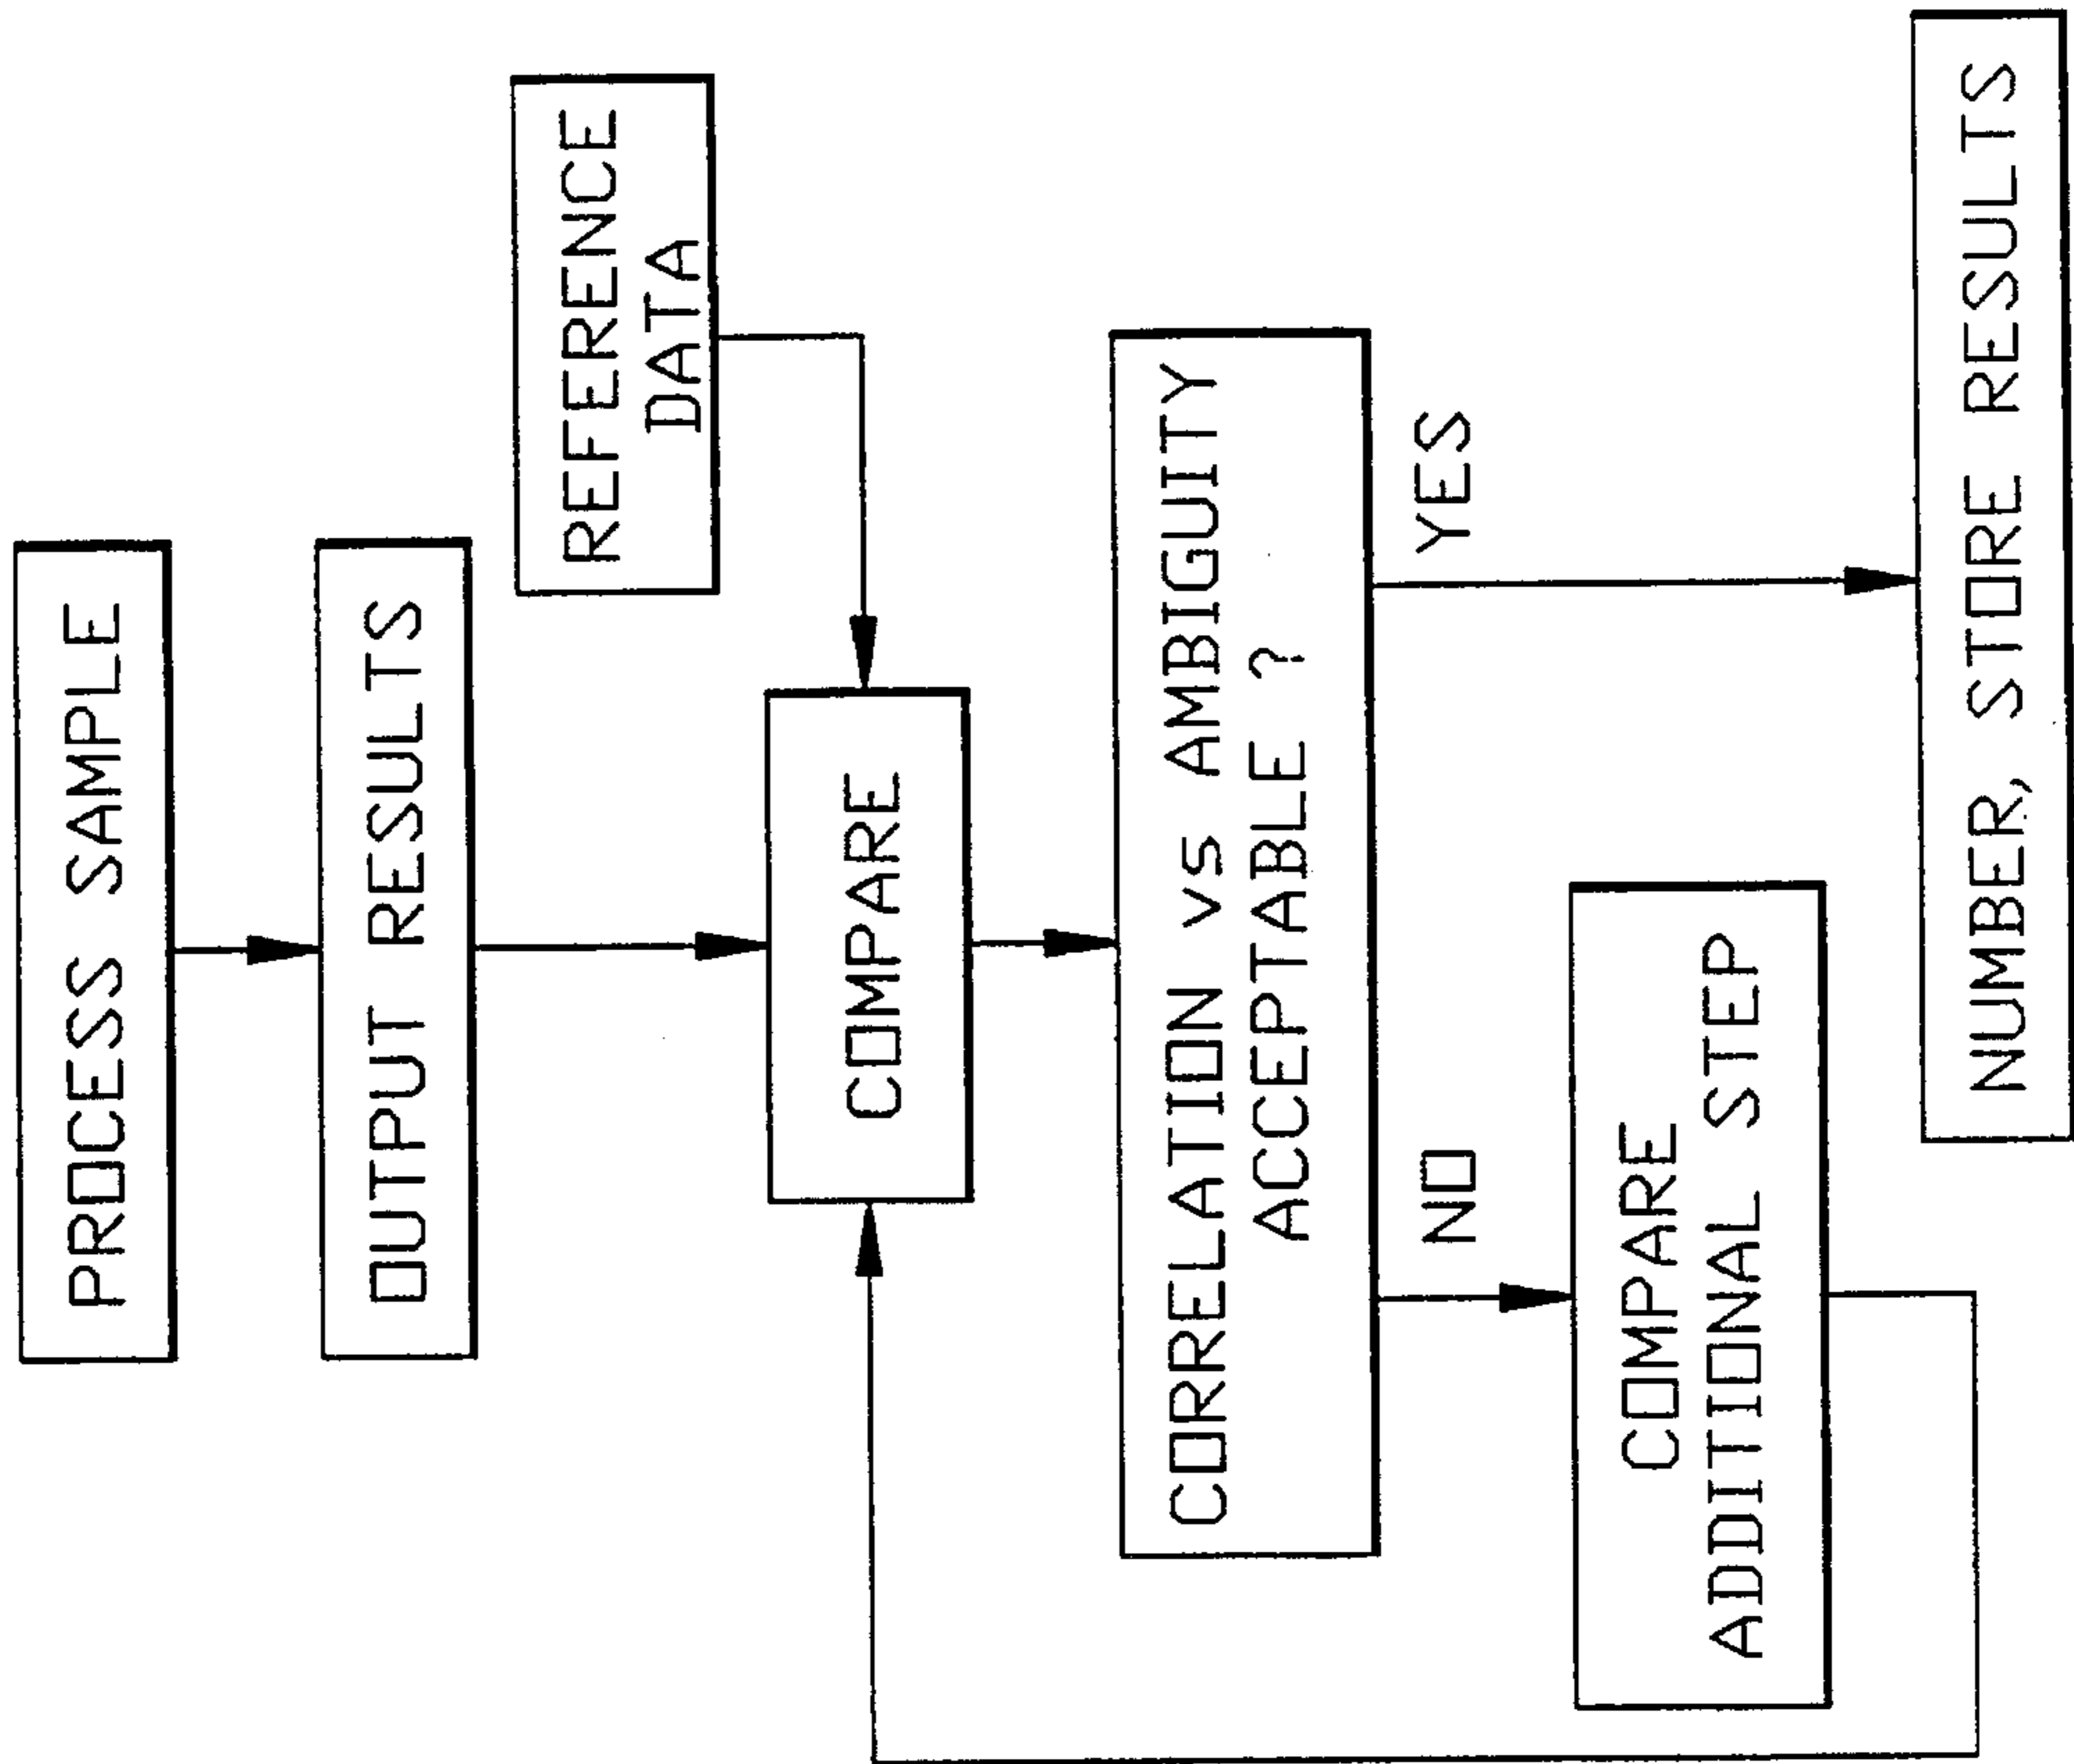 PROCESS SAMPLE
OUTPUT RESULTS
REFERENCE
DATA
COMPARE
CORRELATION vs AMBIGUITY
ACCEPTABLE ?
NO
YES
COMPARE
ADDITIONAL STEP
NUMBER, STORE RESULTS